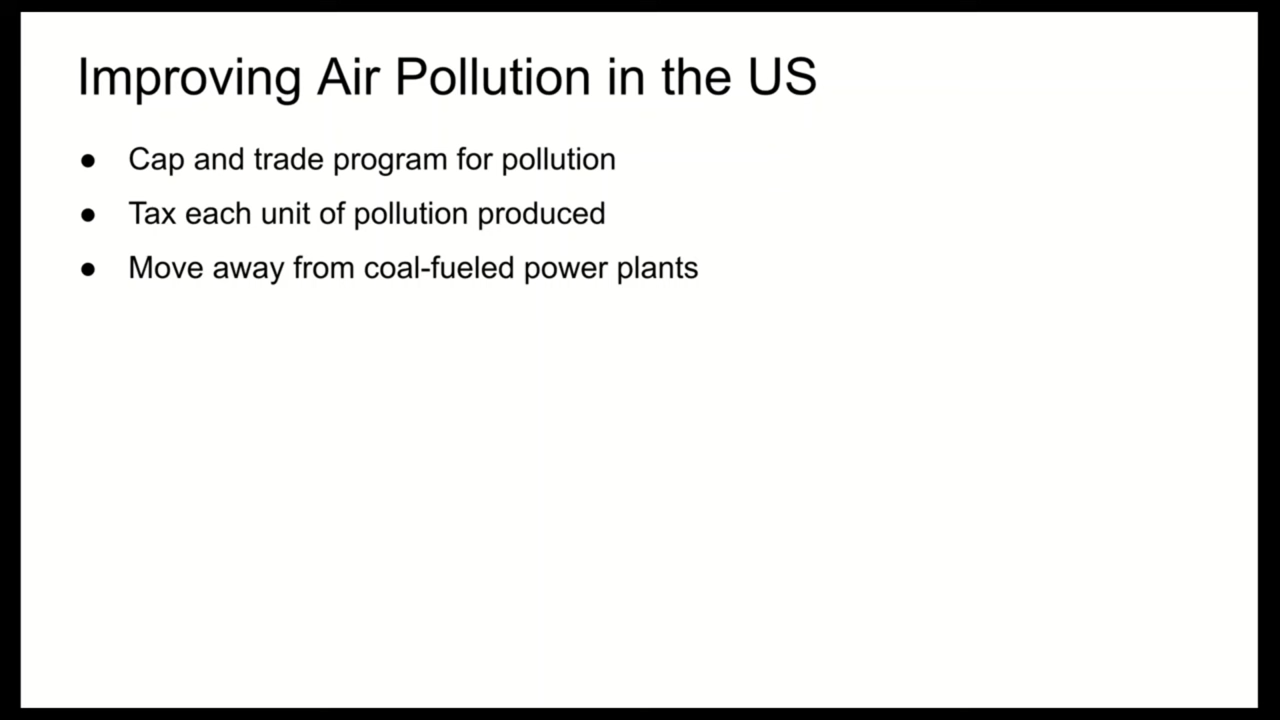 Improving Air Pollution in the US
● Cap and trade program for pollution
● Tax each unit of pollution produced
● Move away from coal-fueled power plants